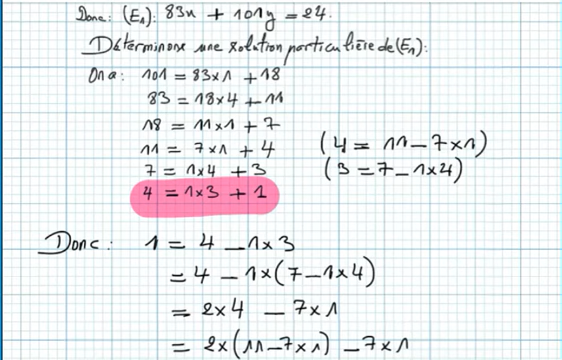 Donc: (E₁): 83x + 101y = 24.
Déterminons une solution particulière de (E₁):
On a: 101 = 83×1 + 18
83 = 18×4 + 11
18 = 11×1 + 7
11 = 7×1 + 4 (4 = 11 - 7×1)
7 = 1×4 + 3 (3 = 7 - 1×4)
4 = 1×3 + 1
Donc: 1 = 4 - 1×3
= 4 - 1×(7 - 1×4)
= 2×4 - 7×1
= 2×(11 - 7×1) - 7×1